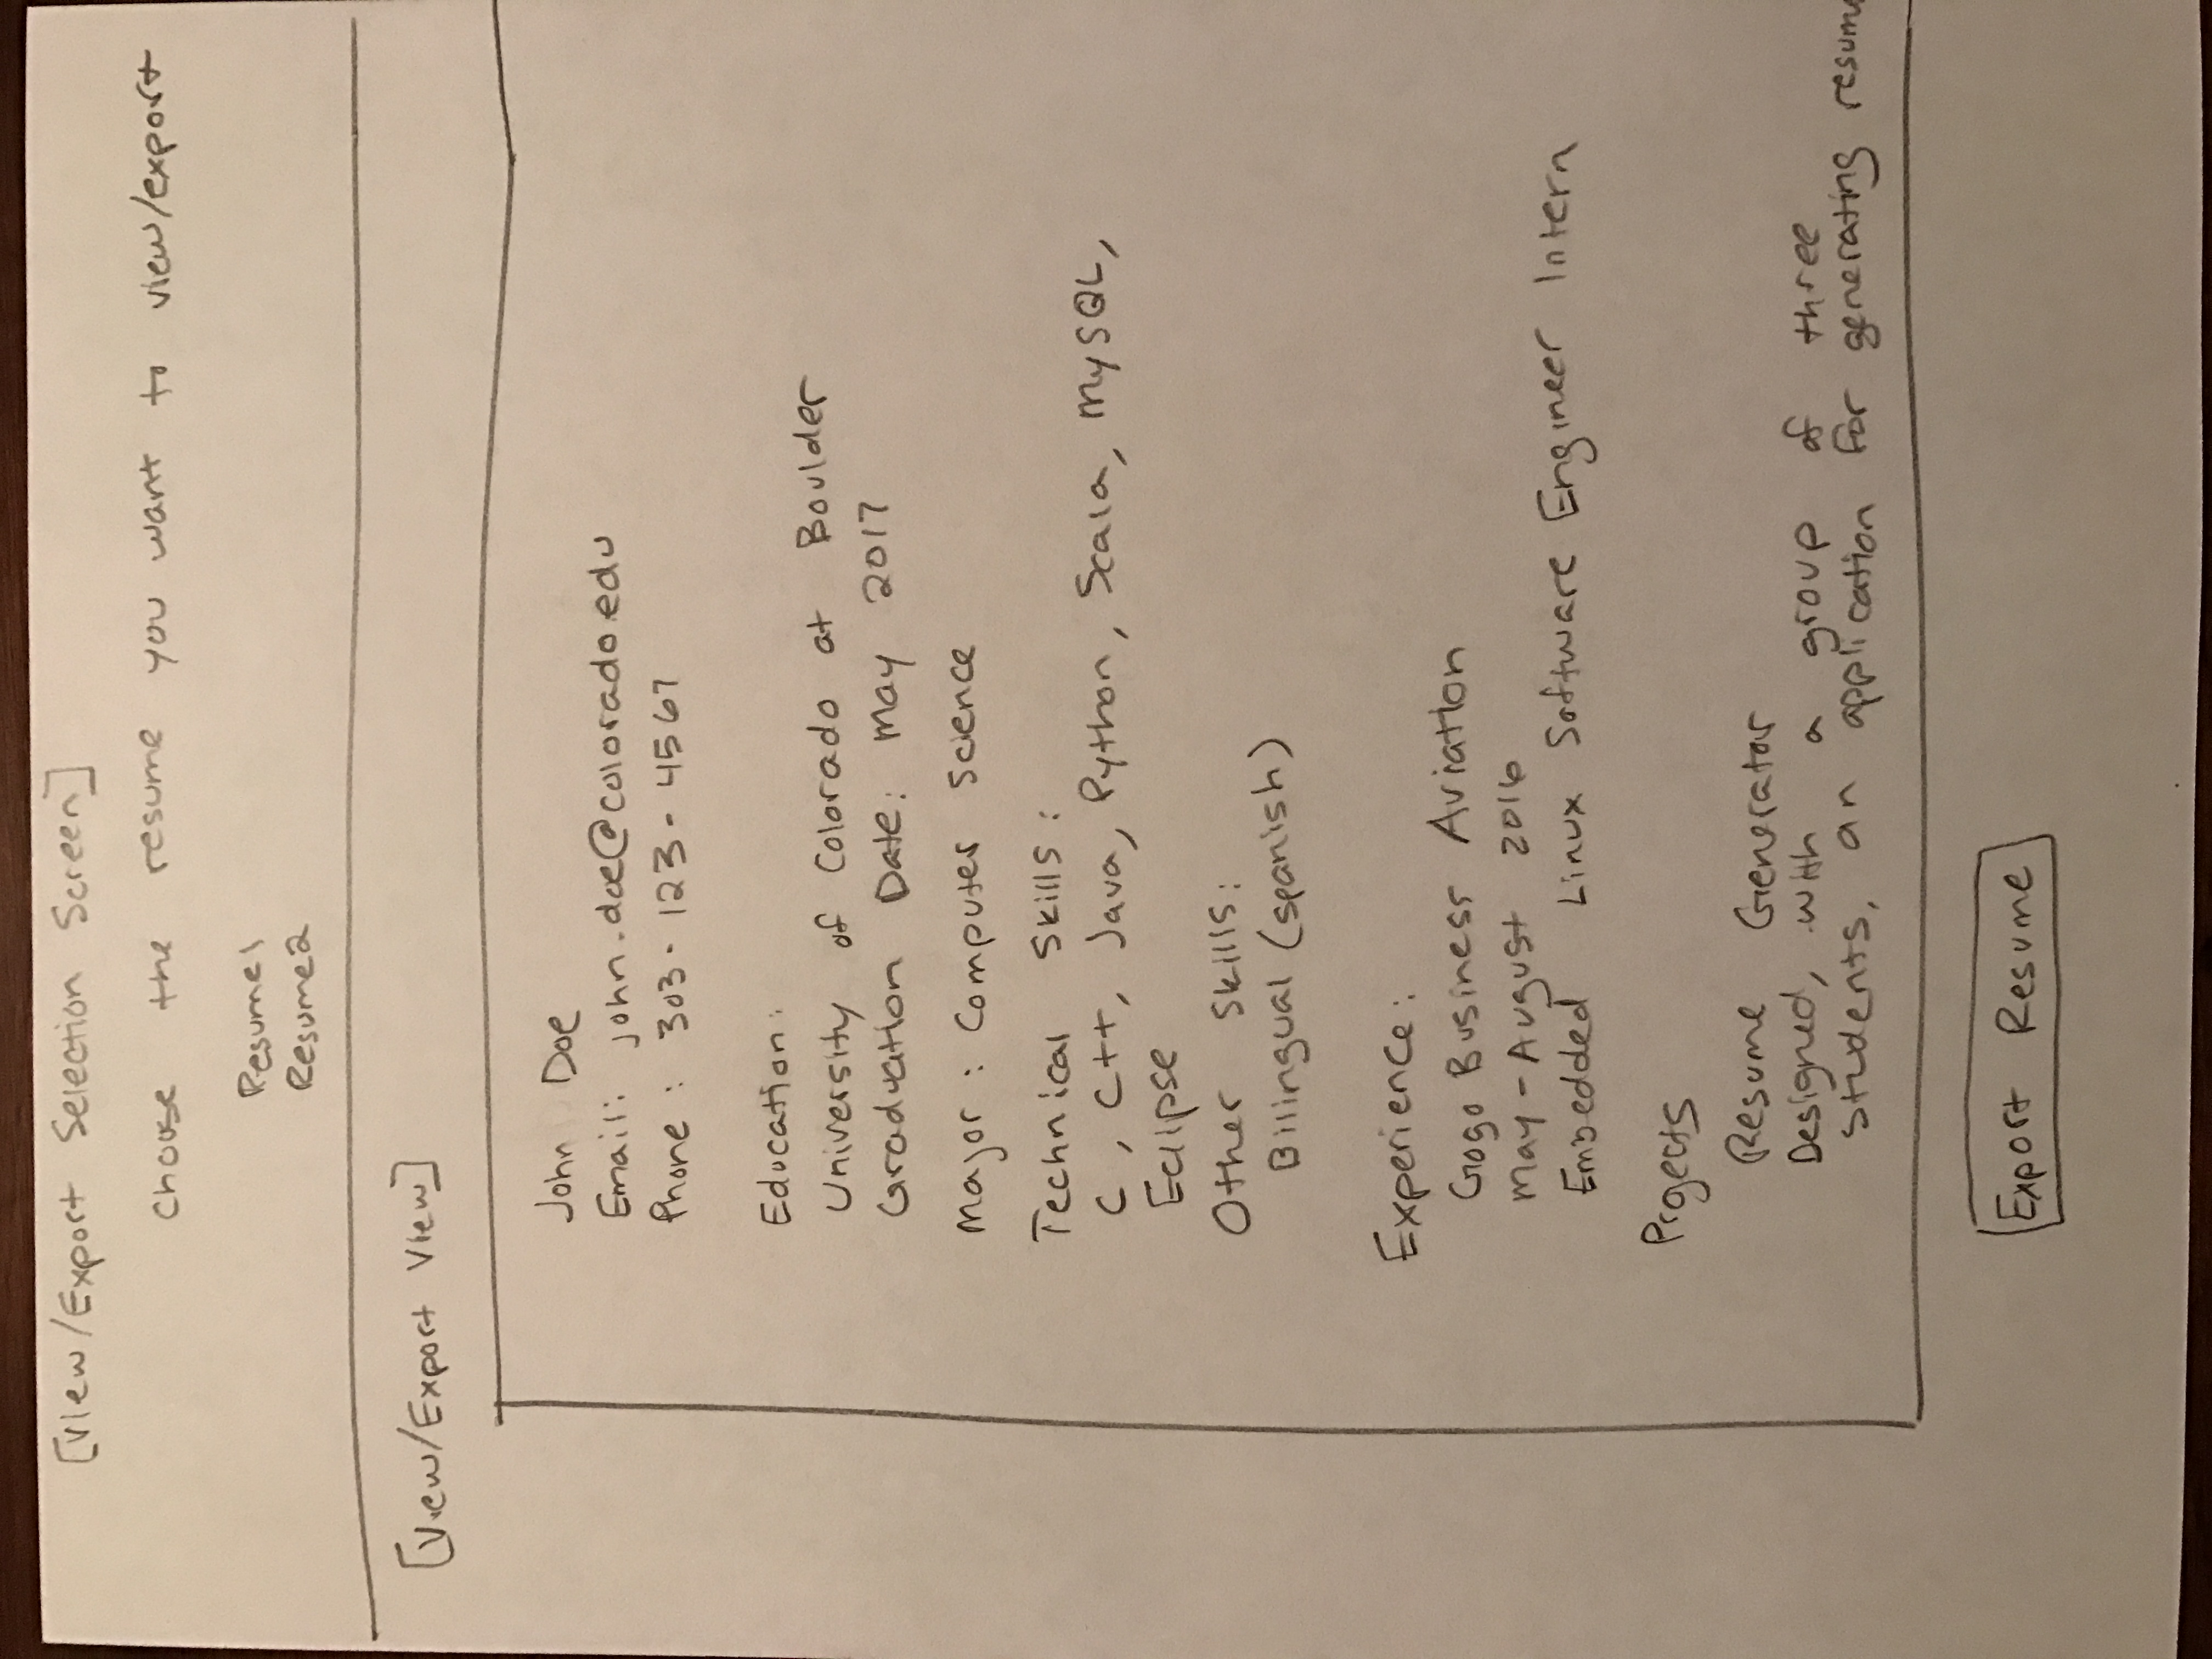 [View/Export Selection Screen]
Choose the resume you want to view/export
Resume1
Resume2
[View/Export View]
John Doe
Email: john.doe@colorado.edu
Phone: 303-123-4567
Education:
University of Colorado at Boulder
Graduation Date: May 2017
Major: Computer Science
Technical Skills:
C, C++, Java, Python, Scala, MySQL,
Eclipse
Other Skills:
Bilingual (spanish)
Experience:
Gogo Business Aviation
May-August 2016
Embedded Linux Software Engineer Intern
Projects
Resume Generator
Designed, with a group of three
students, an application for generating
Export Resume